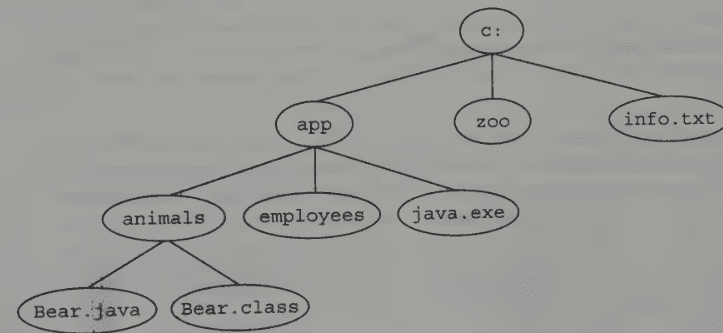 c:
app
zoo
info.txt
animals
employees
java.exe
Bear.java
Bear.class